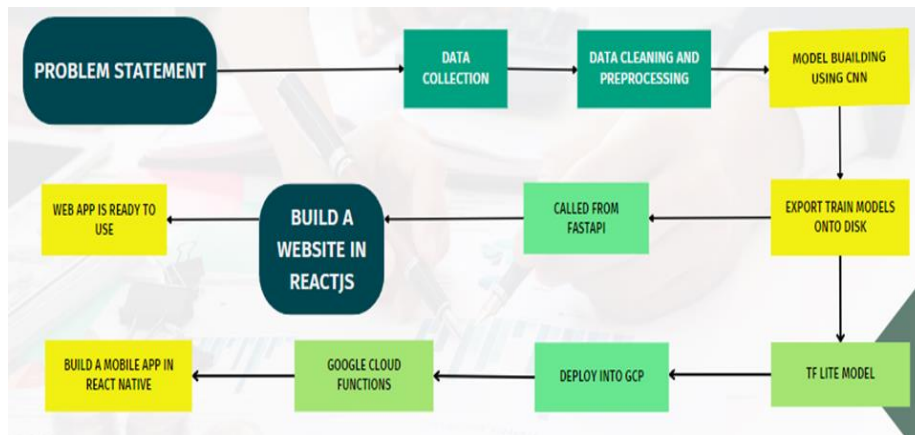 PROBLEM STATEMENT
DATA
COLLECTION
DATA CLEANING AND
PREPROCESSING
MODEL BUAILDING
USING CNN
WEB APP IS READY TO
USE
BUILD A
WEBSITE IN
REACTJS
CALLED FROM
FASTAPI
EXPORT TRAIN MODELS
ONTO DISK
BUILD A MOBILE APP IN
REACT NATIVE
GOOGLE CLOUD
FUNCTIONS
DEPLOY INTO GCP
TF LITE MODEL